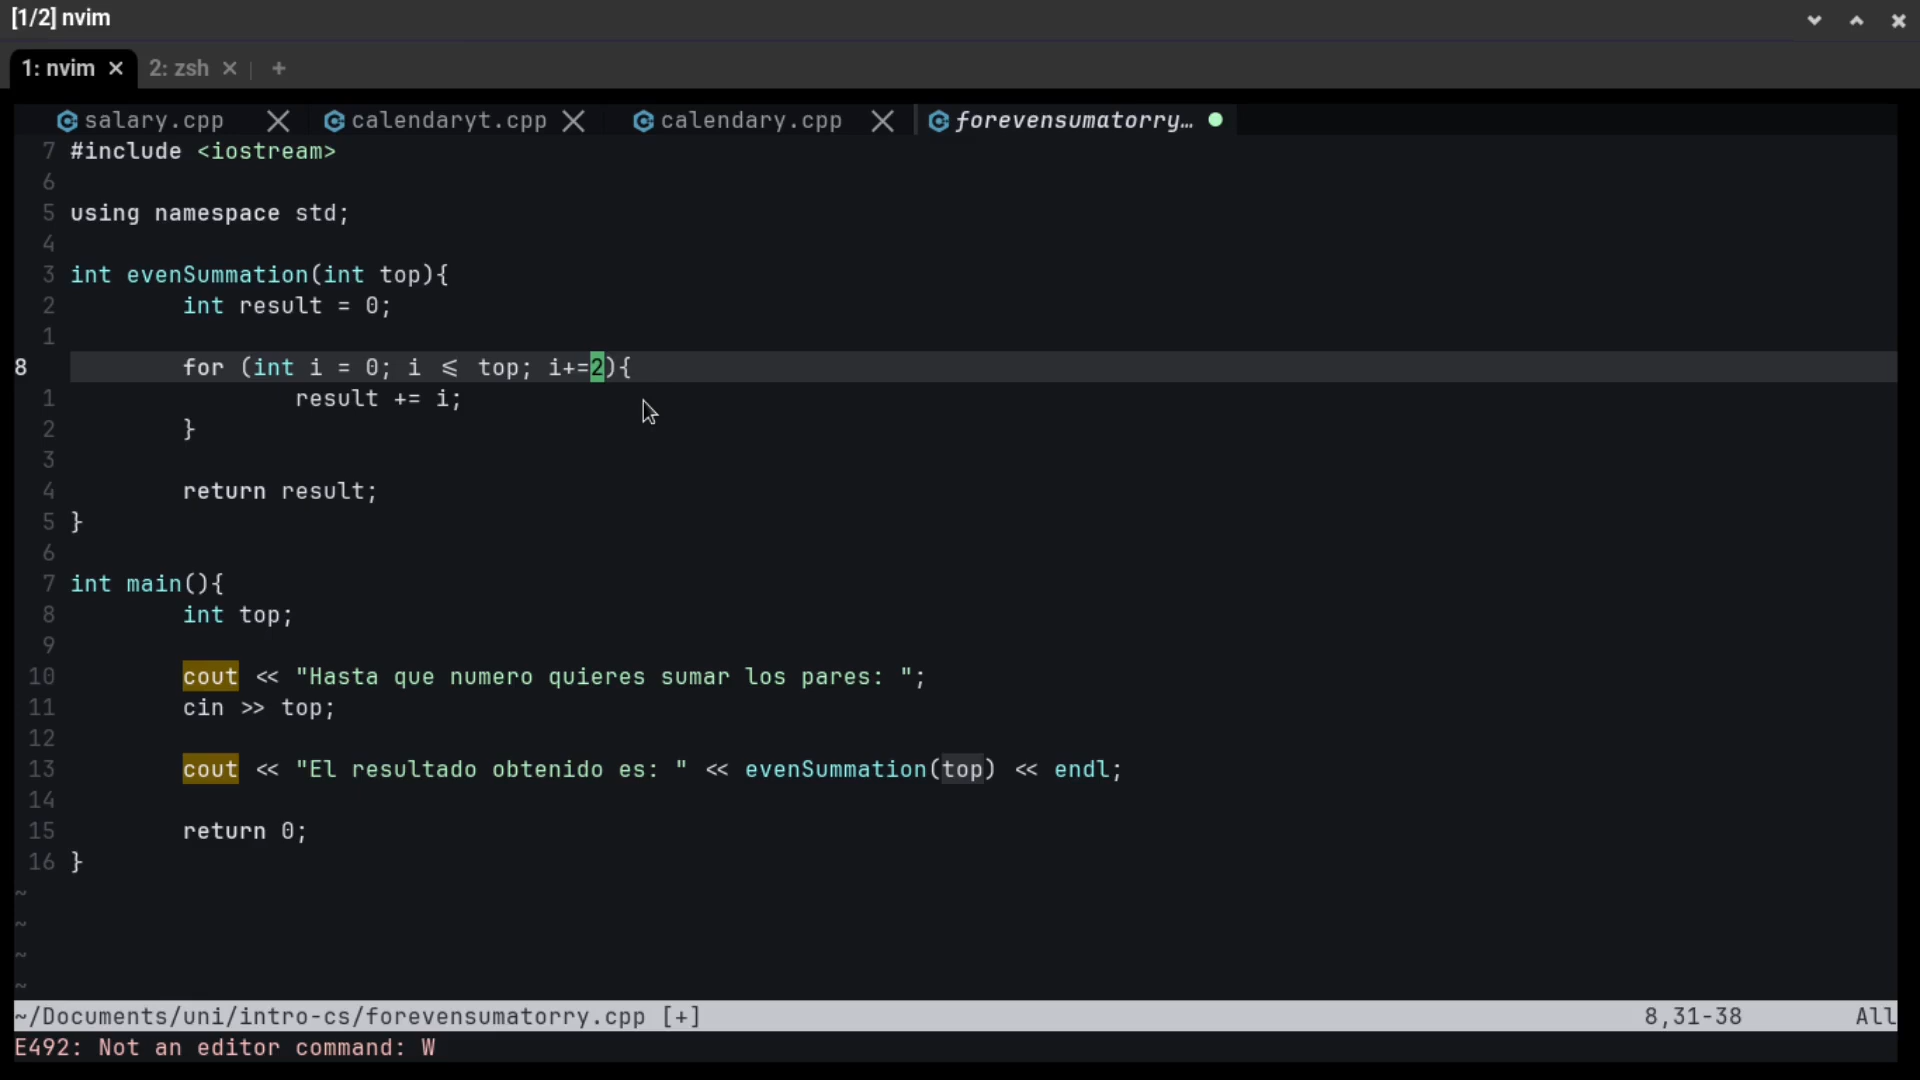 [1/2] nvim
1: nvim × 2: zsh × +
salary.cpp calendaryt.cpp calendary.cpp forevensumatorry…
7 #include <iostream>
6
5 using namespace std;
4
3 int evenSummation(int top){
2 int result = 0;
1
8 for (int i = 0; i <= top; i+=2){
1 result += i;
2 }
3
4 return result;
5 }
6
7 int main(){
8 int top;
9
10 cout << "Hasta que numero quieres sumar los pares: ";
11 cin >> top;
12
13 cout << "El resultado obtenido es: " << evenSummation(top) << endl;
14
15 return 0;
16 }
~
~
~
~
~/Documents/uni/intro-cs/forevensumatorry.cpp [+] 8,31-38 All
E492: Not an editor command: W